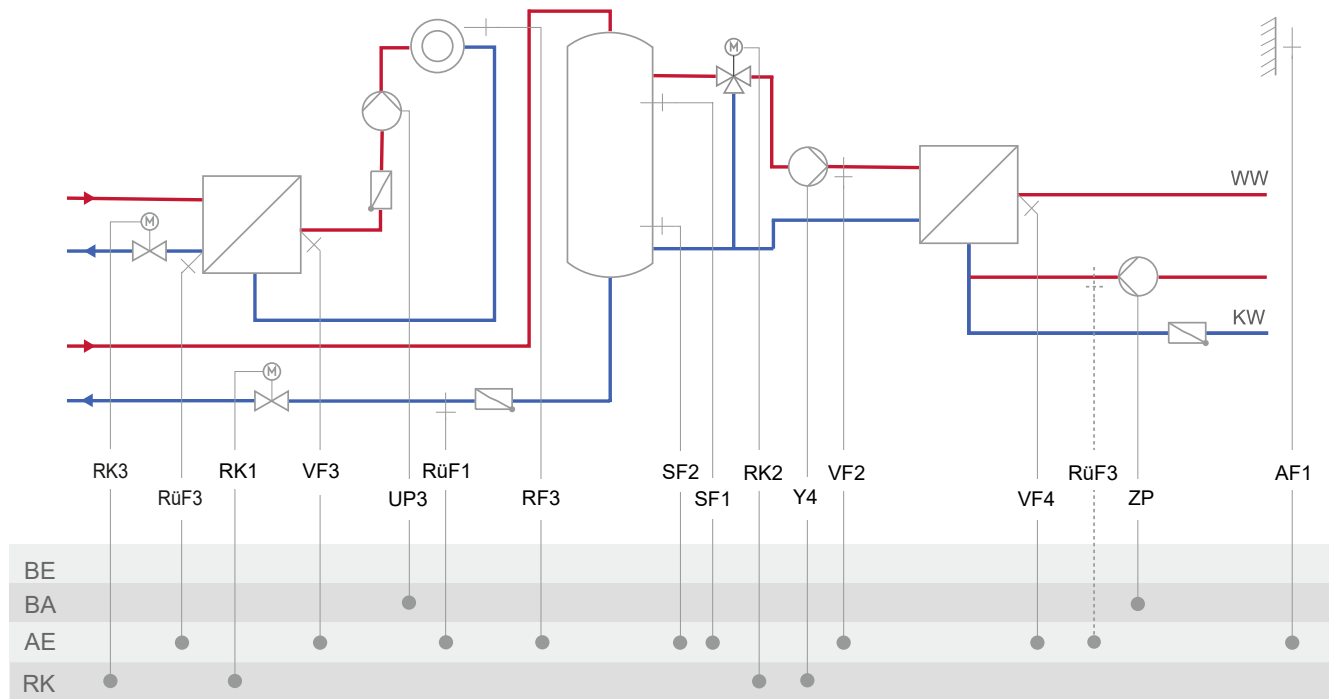 M
M
WW
M
KW
M
RK3
RK1
VF3
RüF1
SF2
RK2
VF2
RüF3
AF1
RüF3
UP3
RF3
SF1
Y4
VF4
ZP
BE
BA
AE
RK